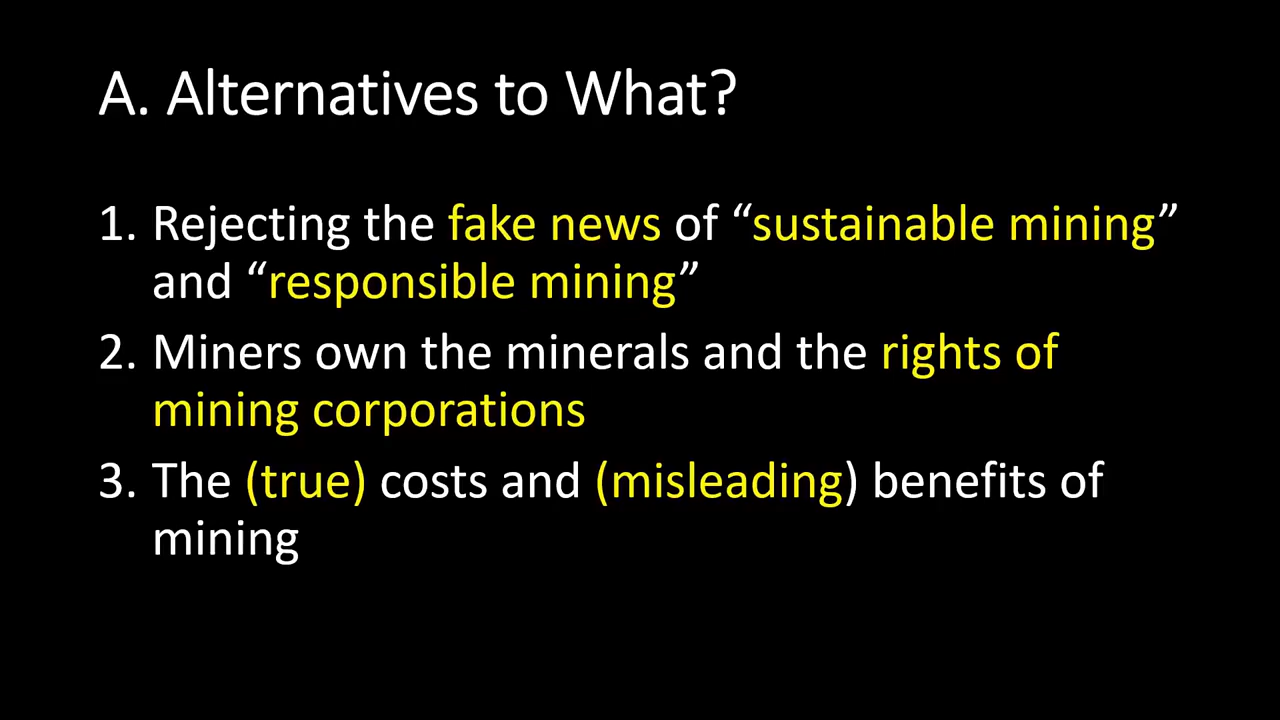 A. Alternatives to What?
1. Rejecting the fake news of “sustainable mining”
and “responsible mining”
2. Miners own the minerals and the rights of
mining corporations
3. The (true) costs and (misleading) benefits of
mining